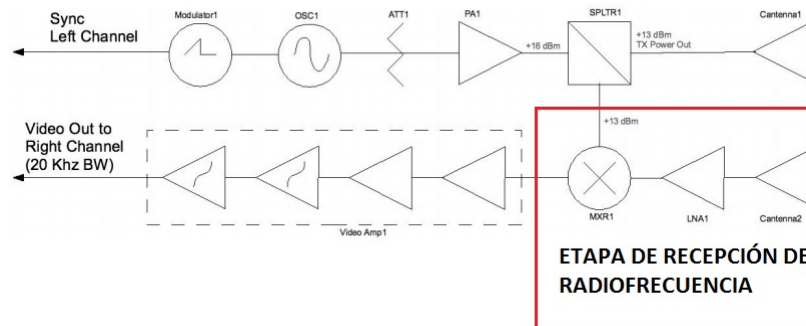 Modulator1
OSC1
ATT1
PA1
SPLTR1
Cantenna1
Sync
Left Channel
+16 dBm
+13 dBm
TX Power Out
Video Out to
Right Channel
(20 Khz BW)
+13 dBm
Video Amp1
MXR1
LNA1
Cantenna2
ETAPA DE RECEPCIÓN DE
RADIOFRECUENCIA